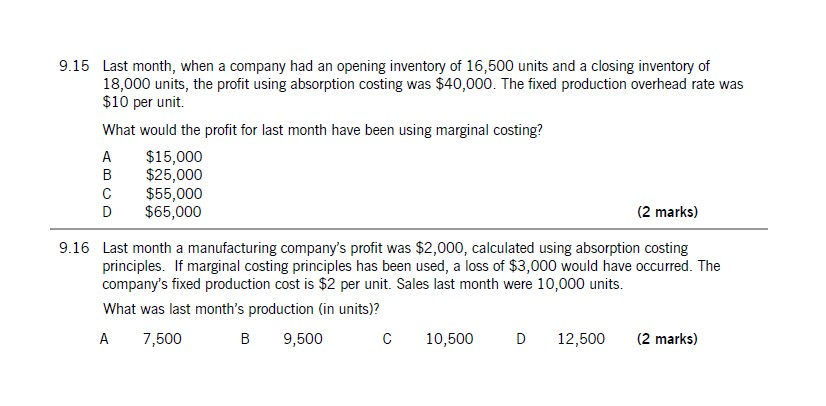 9.15 Last month, when a company had an opening inventory of 16,500 units and a closing inventory of
18,000 units, the profit using absorption costing was $40,000. The fixed production overhead rate was
$10 per unit.
What would the profit for last month have been using marginal costing?
A $15,000
B $25,000
C $55,000
D $65,000 (2 marks)
9.16 Last month a manufacturing company's profit was $2,000, calculated using absorption costing
principles. If marginal costing principles has been used, a loss of $3,000 would have occurred. The
company's fixed production cost is $2 per unit. Sales last month were 10,000 units.
What was last month's production (in units)?
A 7,500 B 9,500 C 10,500 D 12,500 (2 marks)